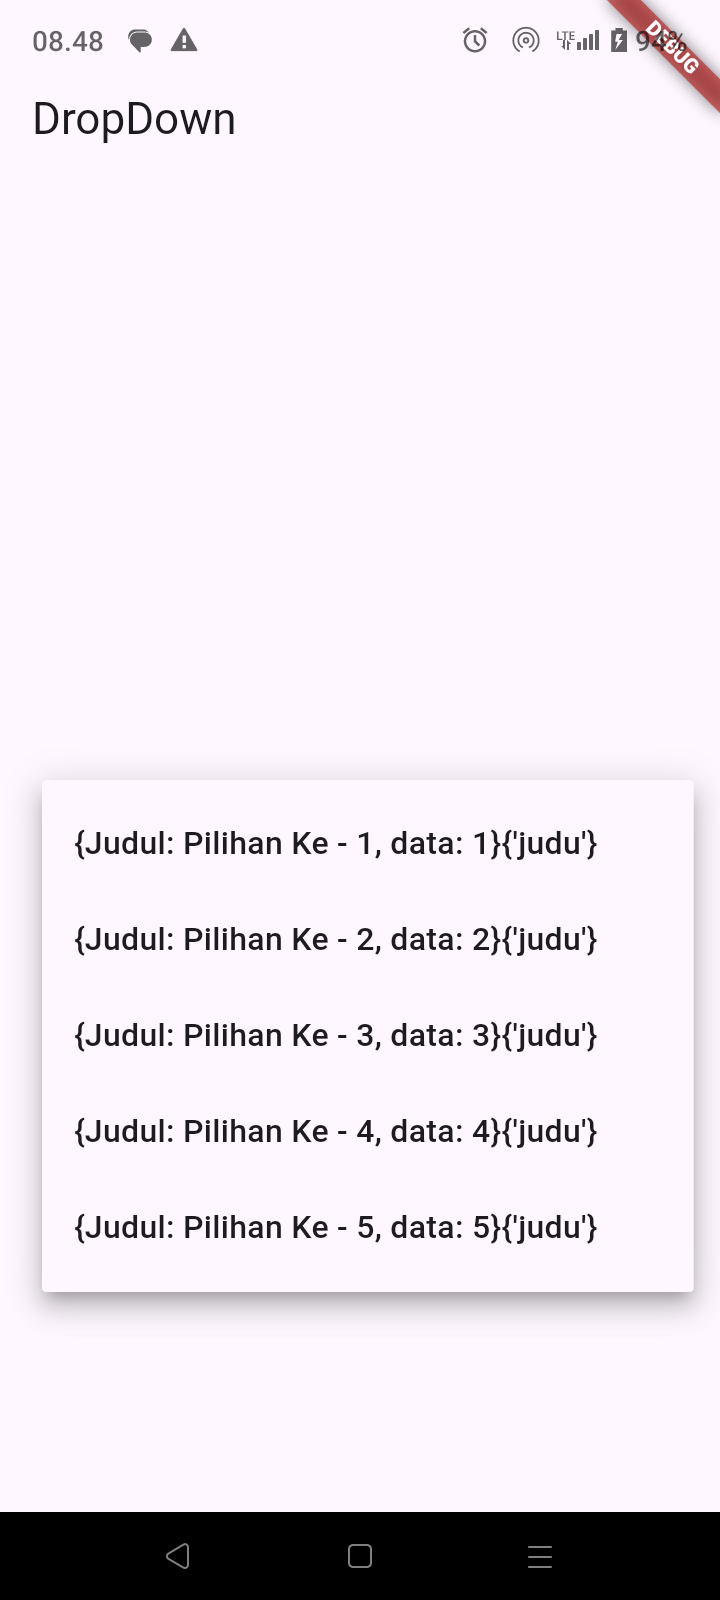 08.48
LTE
94%
DEBUG
DropDown
{Judul: Pilihan Ke - 1, data: 1}{'judu'}
{Judul: Pilihan Ke - 2, data: 2}{'judu'}
{Judul: Pilihan Ke - 3, data: 3}{'judu'}
{Judul: Pilihan Ke - 4, data: 4}{'judu'}
{Judul: Pilihan Ke - 5, data: 5}{'judu'}